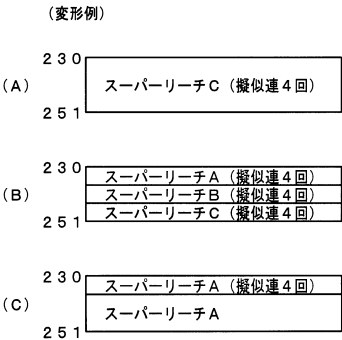 (変形例)
230
(A) スーパーリーチC(擬似連4回)
251
230
スーパーリーチA(擬似連4回)
(B) スーパーリーチB(擬似連4回)
スーパーリーチC(擬似連4回)
251
230
スーパーリーチA(擬似連4回)
(C) スーパーリーチA
251